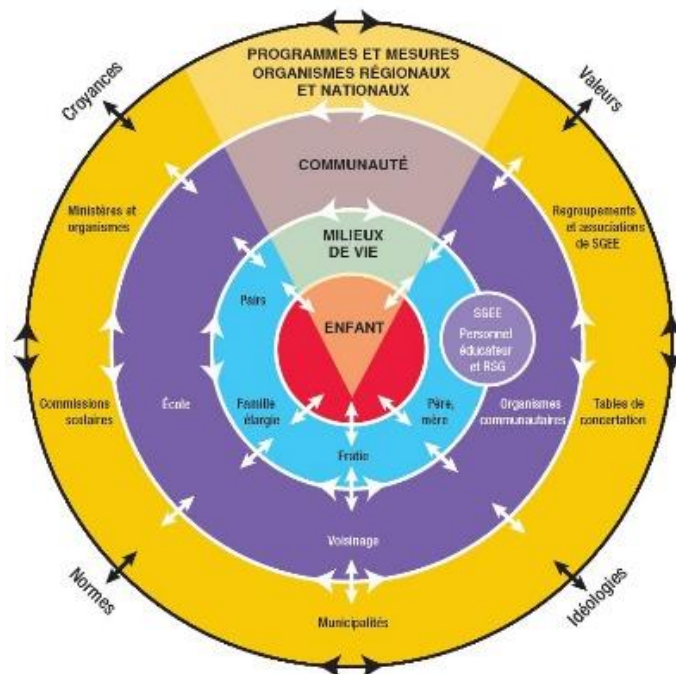 PROGRAMMES ET MESURES
ORGANISMES RÉGIONAUX
ET NATIONAUX
Croyances
Valeurs
COMMUNAUTÉ
Ministères et
organismes
Regroupements
et associations
de SGEE
MILIEUX
DE VIE
Pairs
SGEE
Personnel
éducateur
et RSG
ENFANT
Commissions
scolaires
École
Famille
élargie
Père,
mère
Organismes
communautaires
Tables de
concertation
Fratie
Voisinage
Normes
Idéologies
Municipalités